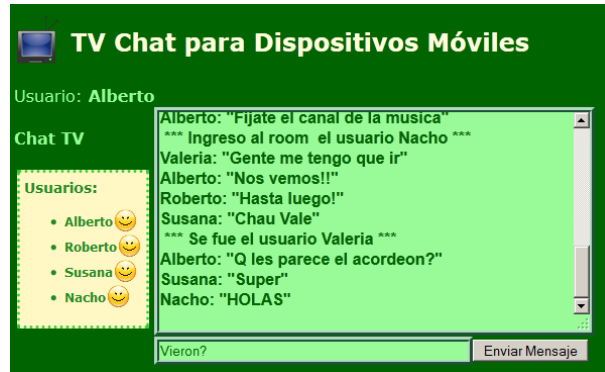 TV Chat para Dispositivos Móviles
Usuario: Alberto
Chat TV
Usuarios:
• Alberto
• Roberto
• Susana
• Nacho
Alberto: "Fijate el canal de la musica"
*** Ingreso al room el usuario Nacho ***
Valeria: "Gente me tengo que ir"
Alberto: "Nos vemos!!"
Roberto: "Hasta luego!"
Susana: "Chau Vale"
*** Se fue el usuario Valeria ***
Alberto: "Q les parece el acordeon?"
Susana: "Super"
Nacho: "HOLAS"
Vieron?
Enviar Mensaje